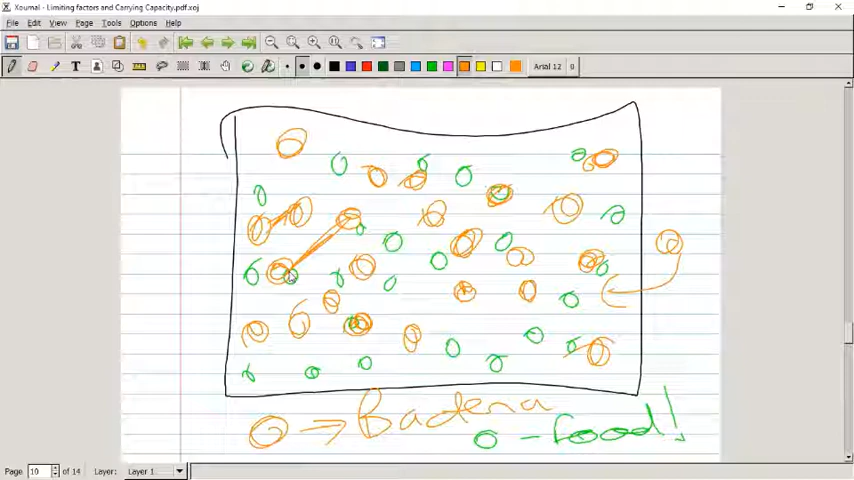 Xournal - Limiting factors and Carrying Capacity.pdf.xoj
File Edit View Page Tools Options Help
Arial 12 0
Bacteria
- food!
Page 10 of 14 Layer: Layer 1